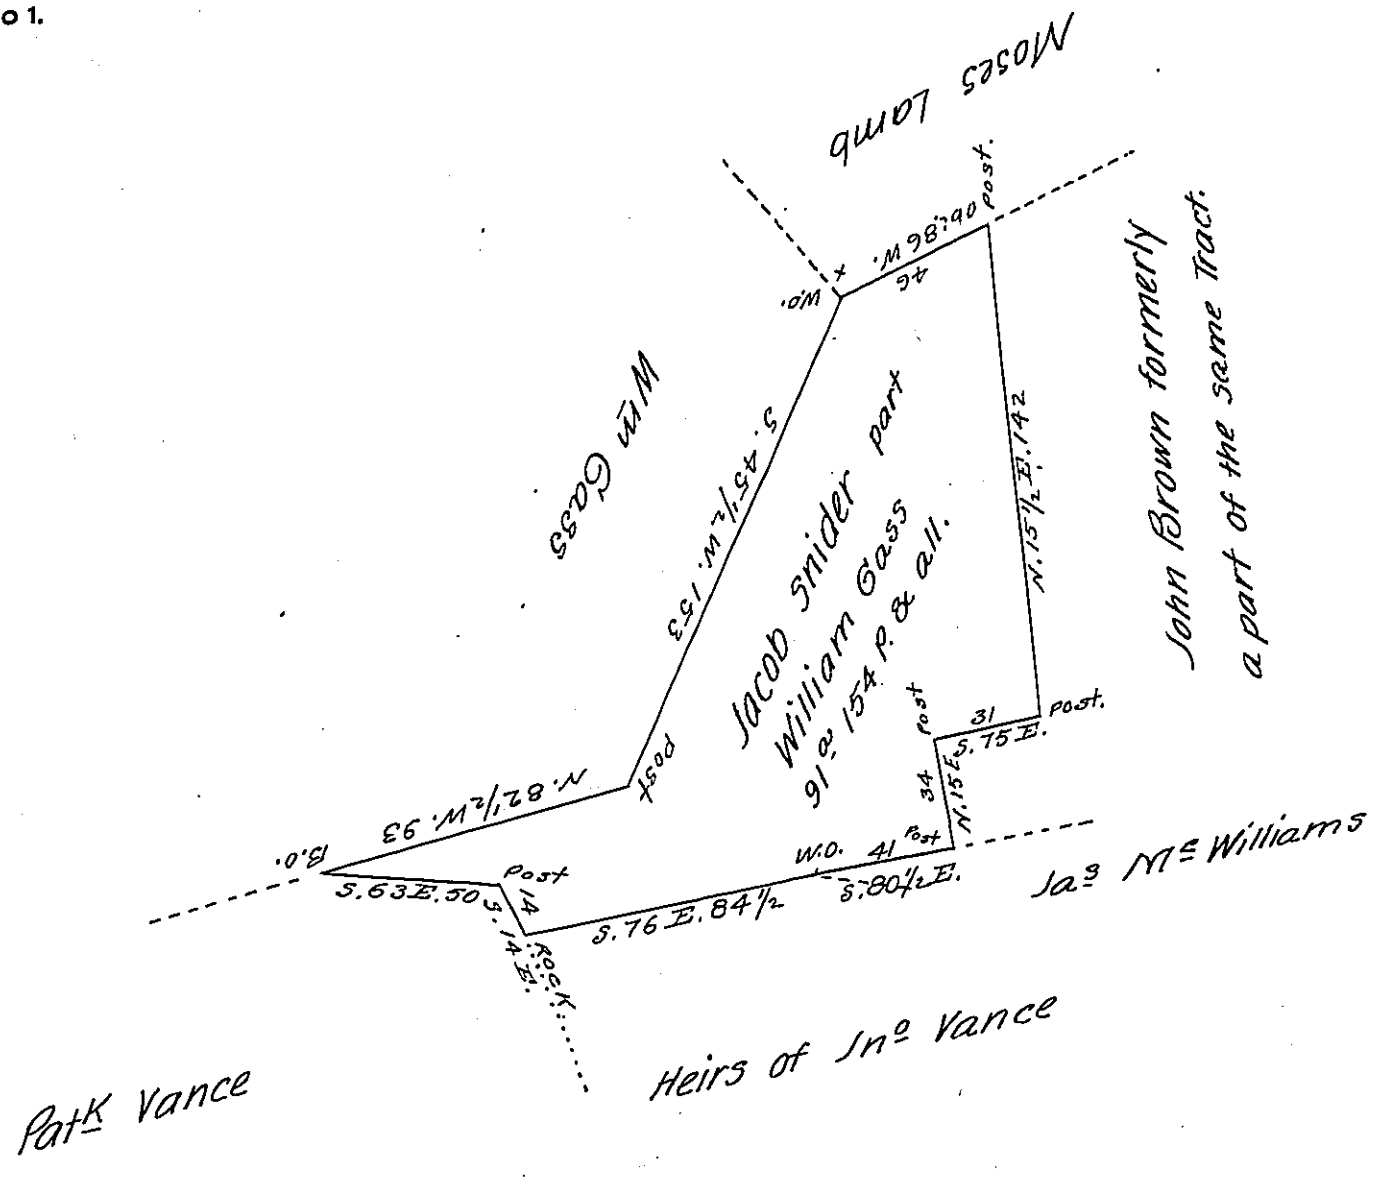 o 1.
Moses Lamb
post.
06:86 W.
46
x
W.O.
Wm Gass
S. 45 1/2 W. 153
N. 15 1/2 E. 142
John Brown formerly
a part of the same Tract.
Jacob Snider part
William Gass
91a 154 P. & all.
post
31
S. 75 E.
post.
34
N. 15 E.
post
N. 82 1/2 W. 93
B.O.
S. 63 E. 50
post
14
S. 14 E.
Rock
S. 76 E. 84 1/2
W.O.
41
Post
S. 80 1/2 E.
Jas McWilliams
Heirs of Jno Vance
Patk Vance